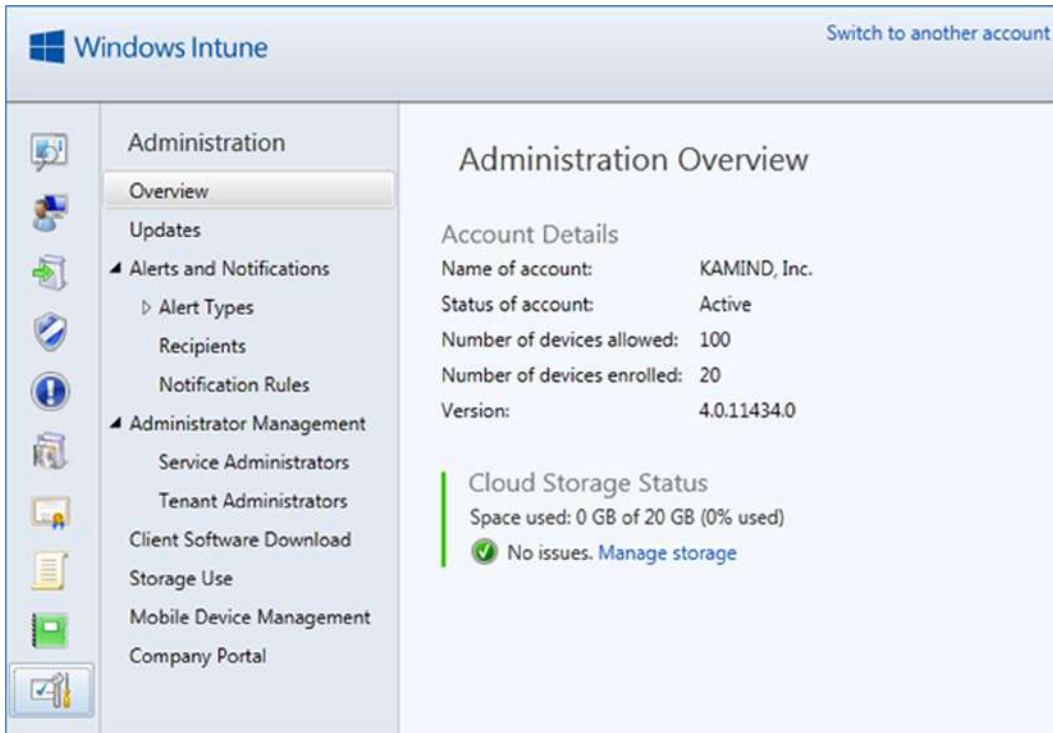 Windows Intune
Switch to another account
Administration
Overview
Updates
Alerts and Notifications
Alert Types
Recipients
Notification Rules
Administrator Management
Service Administrators
Tenant Administrators
Client Software Download
Storage Use
Mobile Device Management
Company Portal
Administration Overview
Account Details
Name of account: KAMIND, Inc.
Status of account: Active
Number of devices allowed: 100
Number of devices enrolled: 20
Version: 4.0.11434.0
Cloud Storage Status
Space used: 0 GB of 20 GB (0% used)
No issues. Manage storage